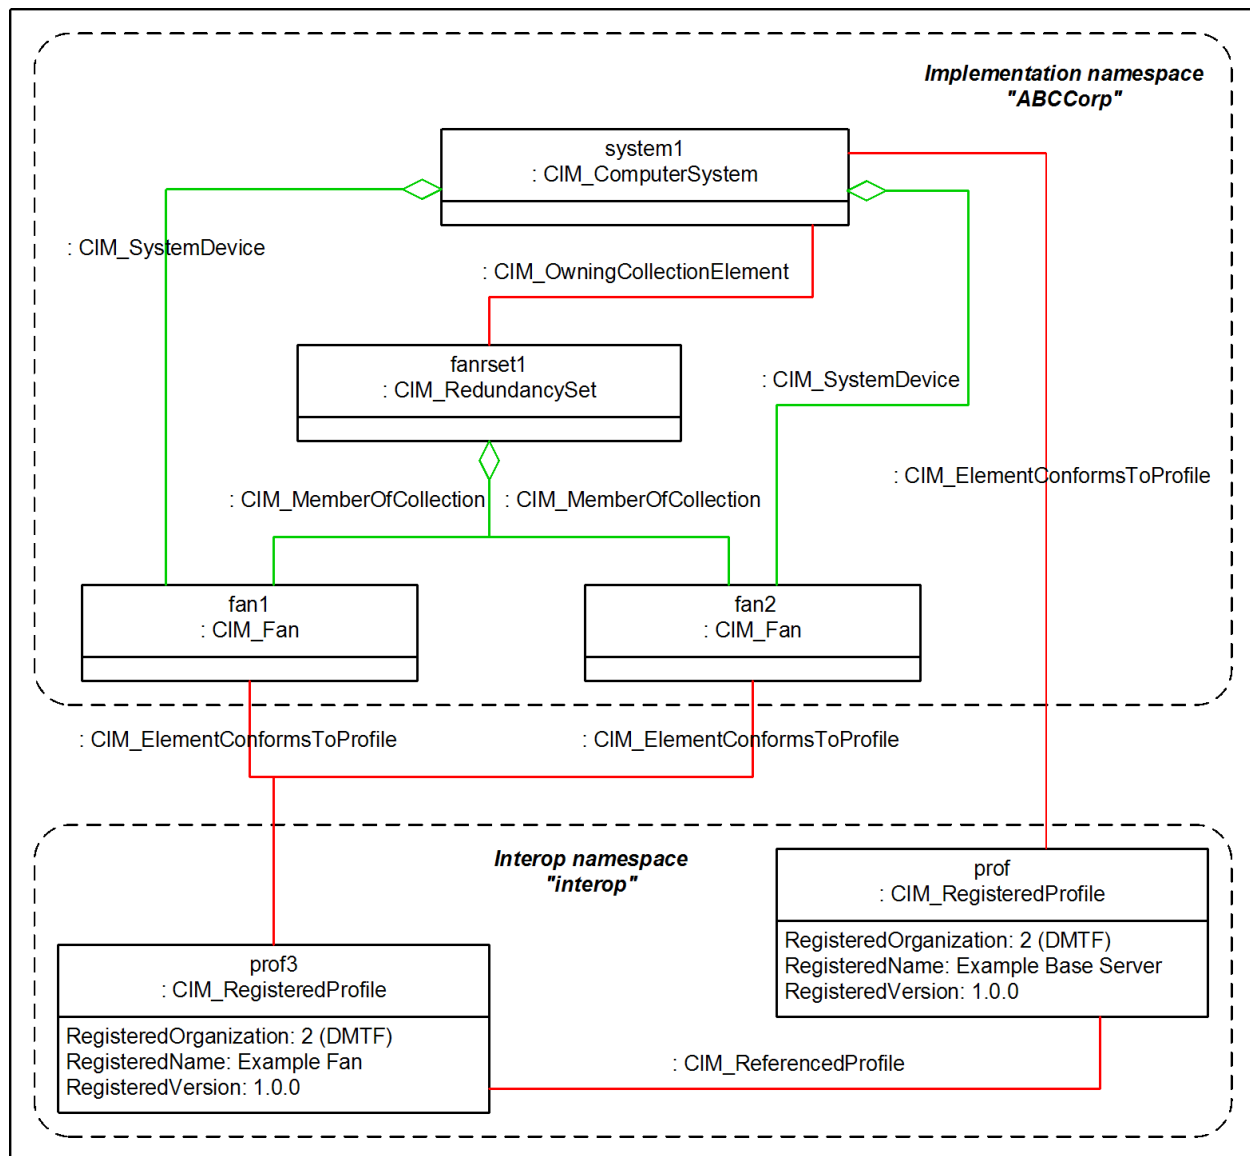 Implementation namespace
"ABCCorp"
system1
: CIM_ComputerSystem
: CIM_SystemDevice
: CIM_OwningCollectionElement
fanrset1
: CIM_RedundancySet
: CIM_SystemDevice
: CIM_ElementConformsToProfile
: CIM_MemberOfCollection
: CIM_MemberOfCollection
fan1
: CIM_Fan
fan2
: CIM_Fan
: CIM_ElementConformsToProfile
: CIM_ElementConformsToProfile
Interop namespace
"interop"
prof
: CIM_RegisteredProfile
RegisteredOrganization: 2 (DMTF)
RegisteredName: Example Base Server
RegisteredVersion: 1.0.0
prof3
: CIM_RegisteredProfile
RegisteredOrganization: 2 (DMTF)
RegisteredName: Example Fan
RegisteredVersion: 1.0.0
: CIM_ReferencedProfile